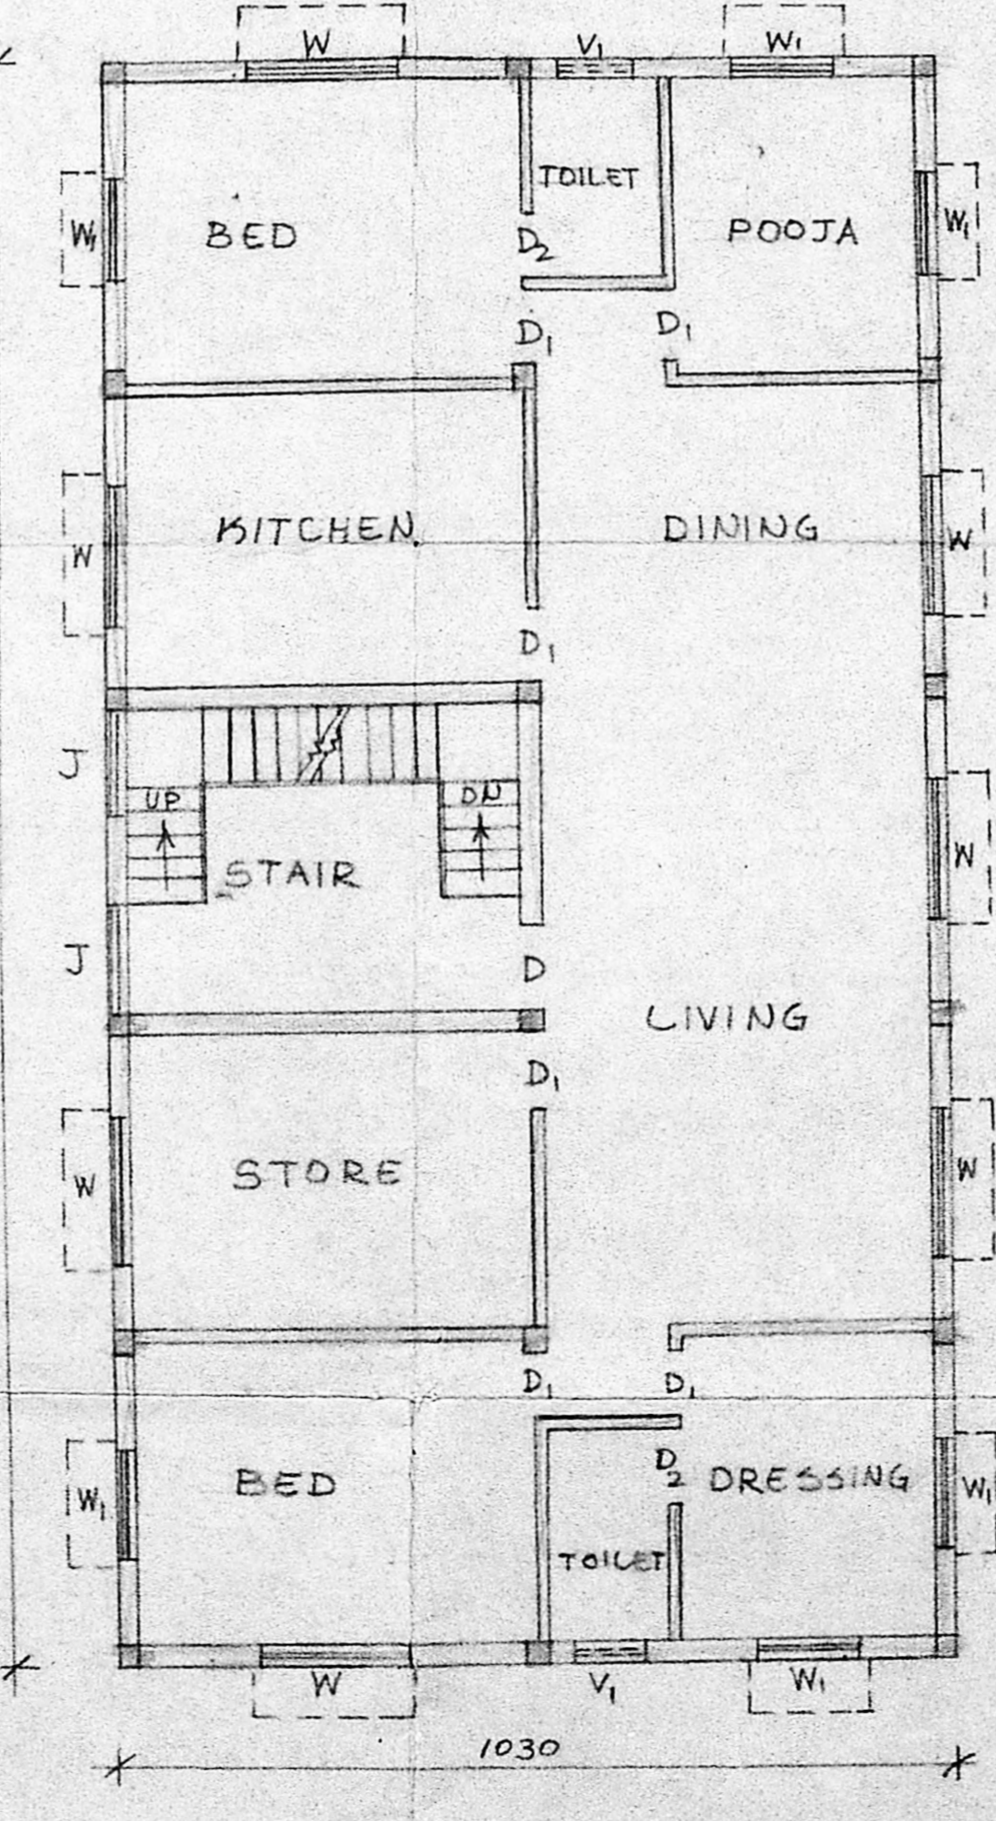 W V1 W1
TOILET
W1 BED D2 POOJA W1
D1 D1
W KITCHEN DINING W
D1
J
UP DN
STAIR W
J D
LIVING
D1
W STORE W
D1 D1
D2
W1 BED DRESSING W1
TOILET
W V1 W1
1030